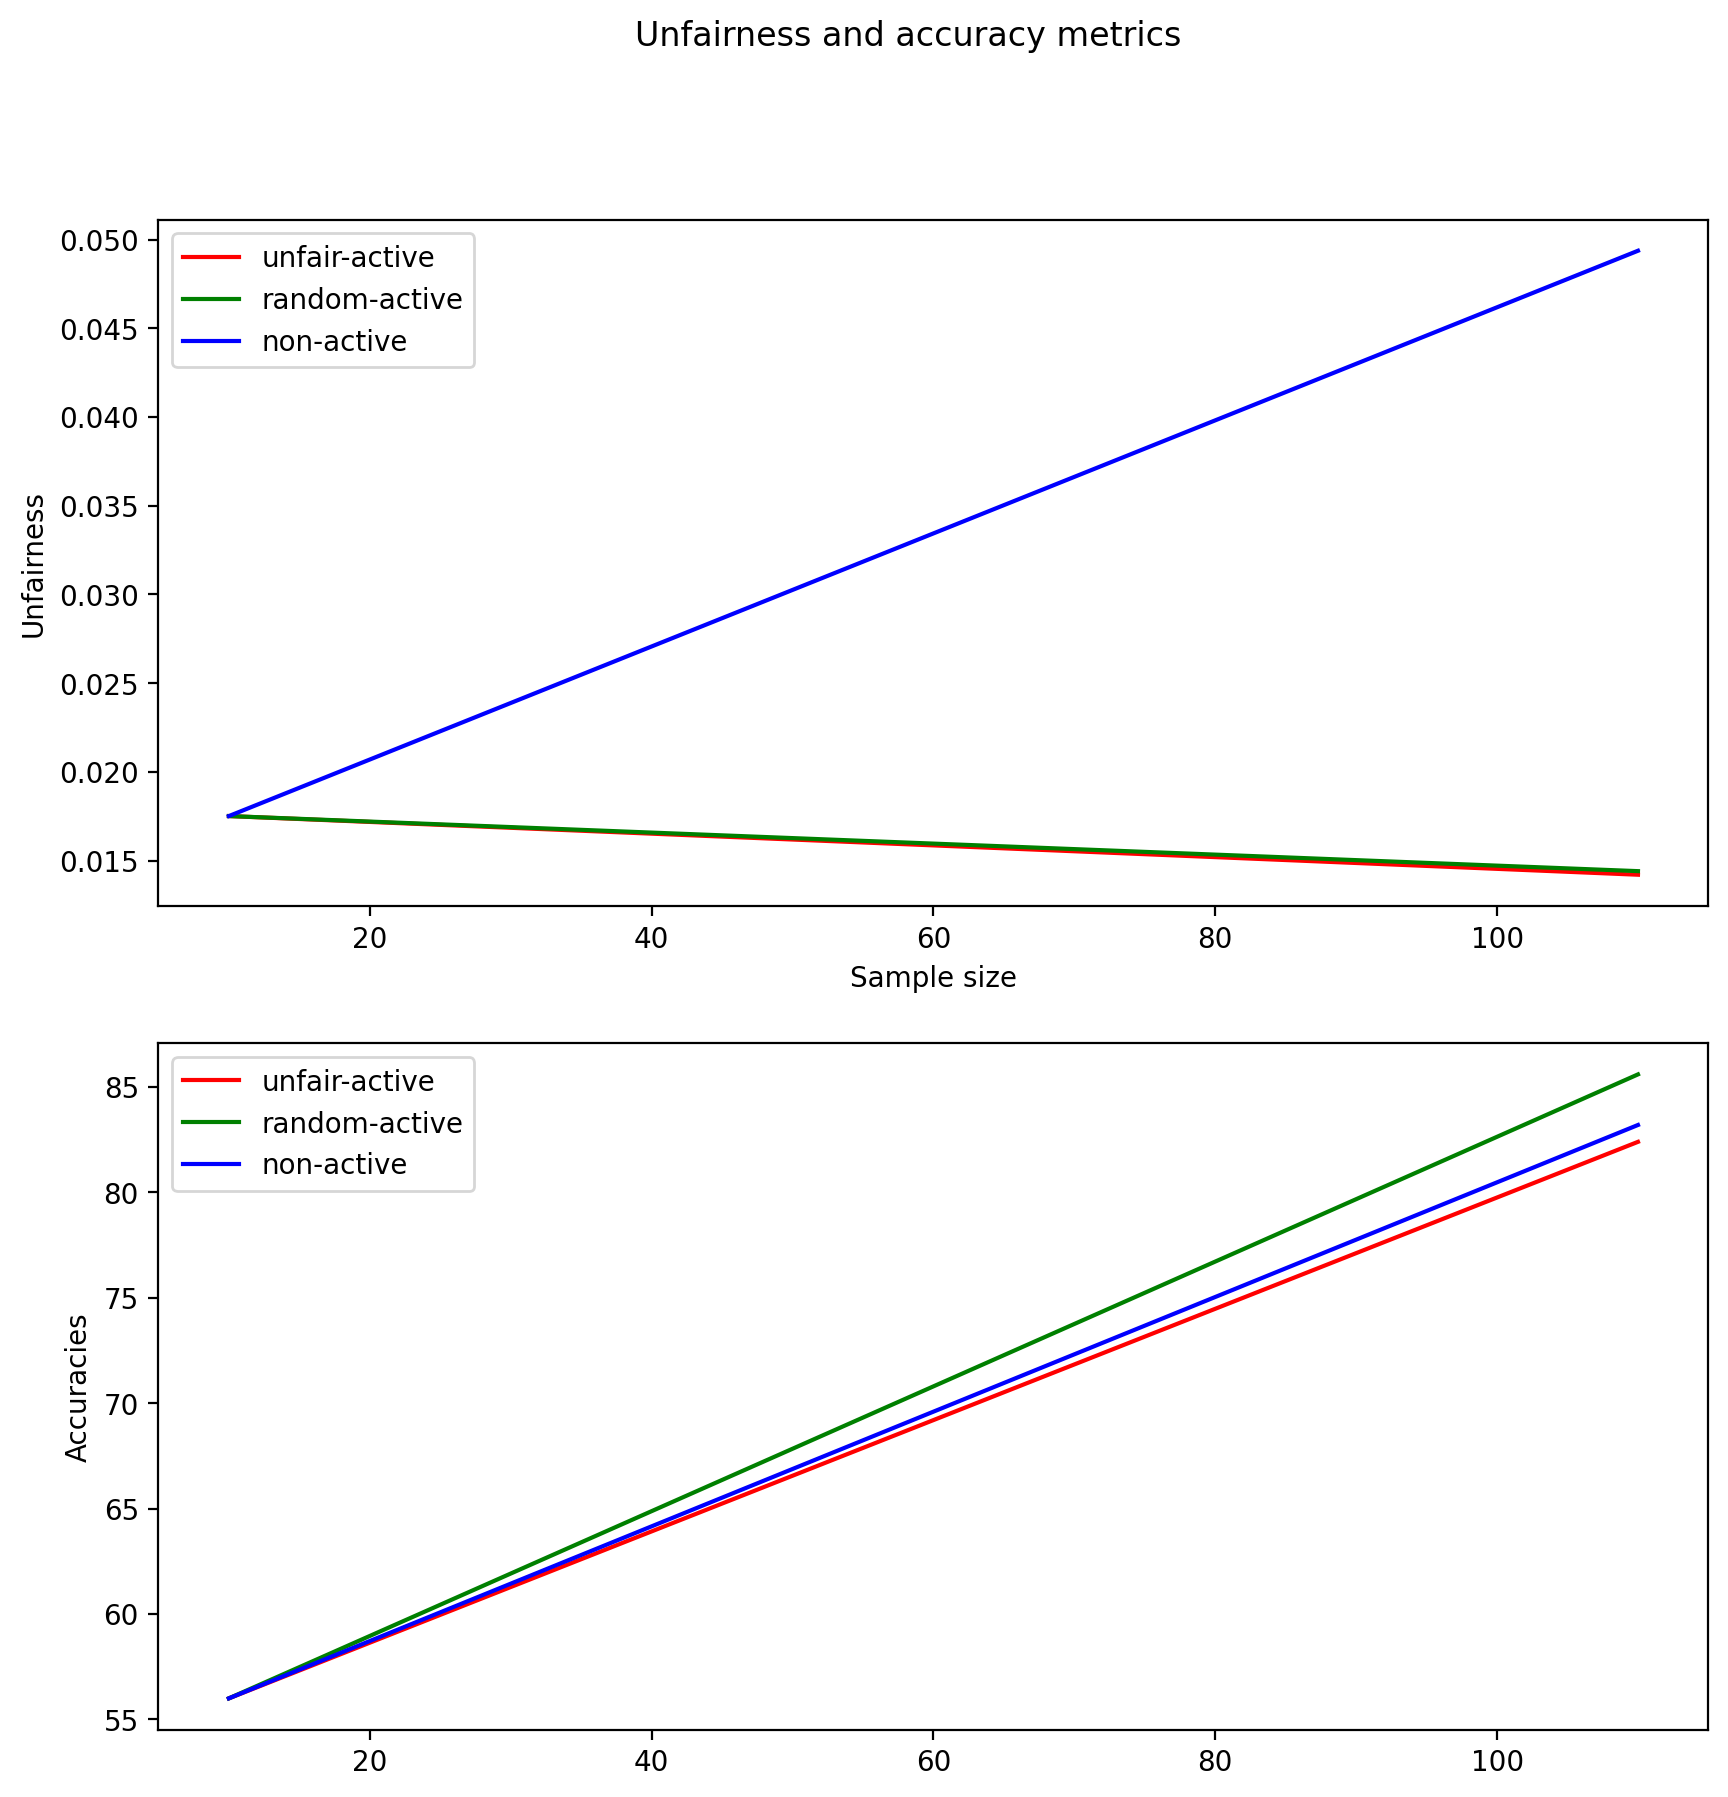 Unfairness and accuracy metrics
0.050
0.045
0.040
0.035
0.030
0.025
0.020
0.015
Unfairness
unfair-active
random-active
non-active
20 40 60 80 100
Sample size
85
80
75
70
65
60
55
Accuracies
unfair-active
random-active
non-active
20 40 60 80 100